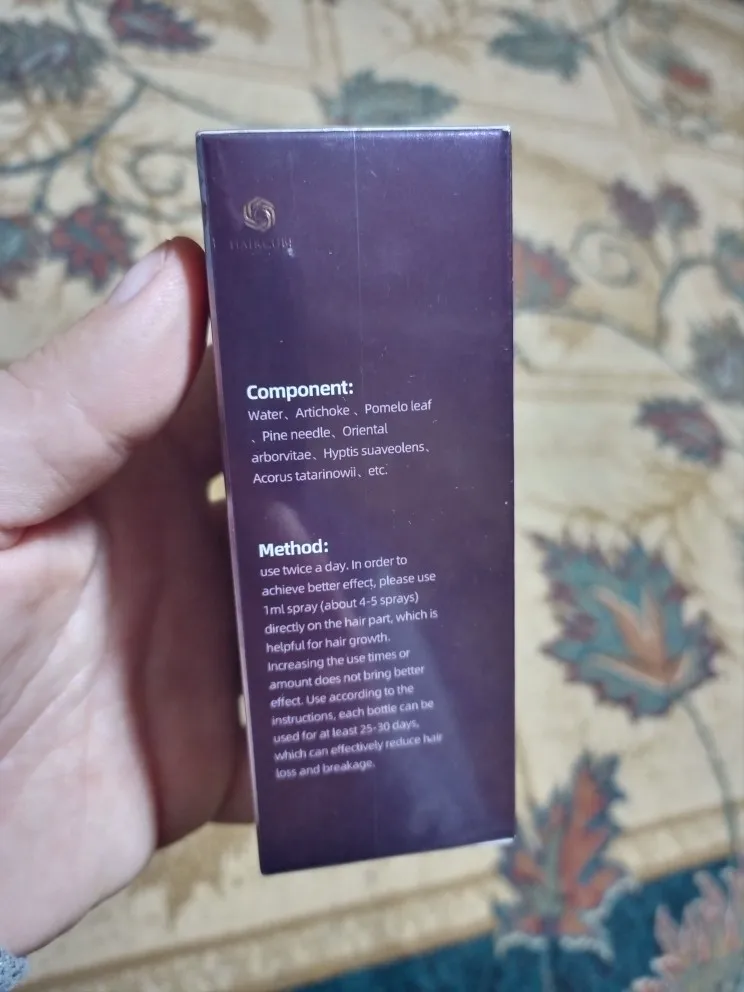 HAIRCUBE
Component:
Water、Artichoke 、Pomelo leaf
、Pine needle、Oriental
arborvitae、Hyptis suaveolens、
Acorus tatarinowii、etc.
Method:
use twice a day. In order to
achieve better effect, please use
1ml spray (about 4-5 sprays)
directly on the hair part, which is
helpful for hair growth.
Increasing the use times or
amount does not bring better
effect. Use according to the
instructions, each bottle can be
used for at least 25-30 days,
which can effectively reduce hair
loss and breakage.